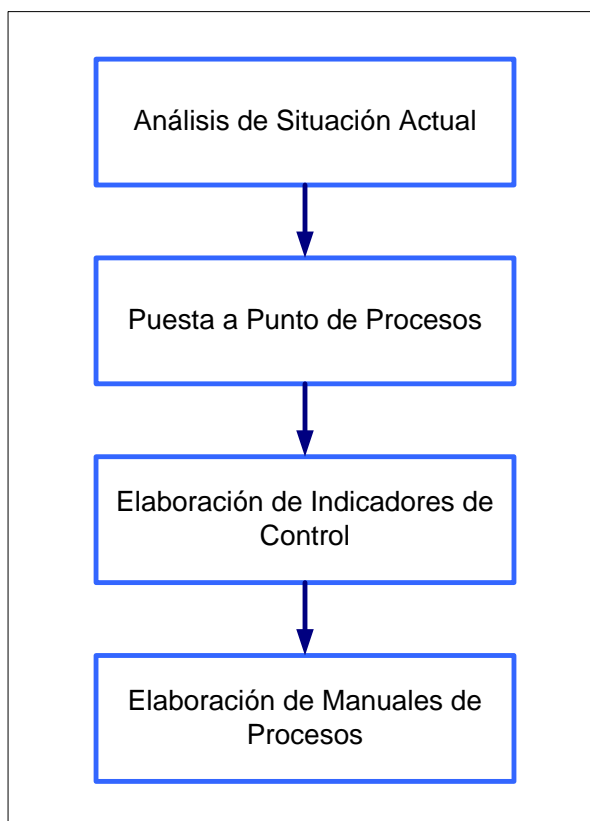 Análisis de Situación Actual
Puesta a Punto de Procesos
Elaboración de Indicadores de
Control
Elaboración de Manuales de
Procesos